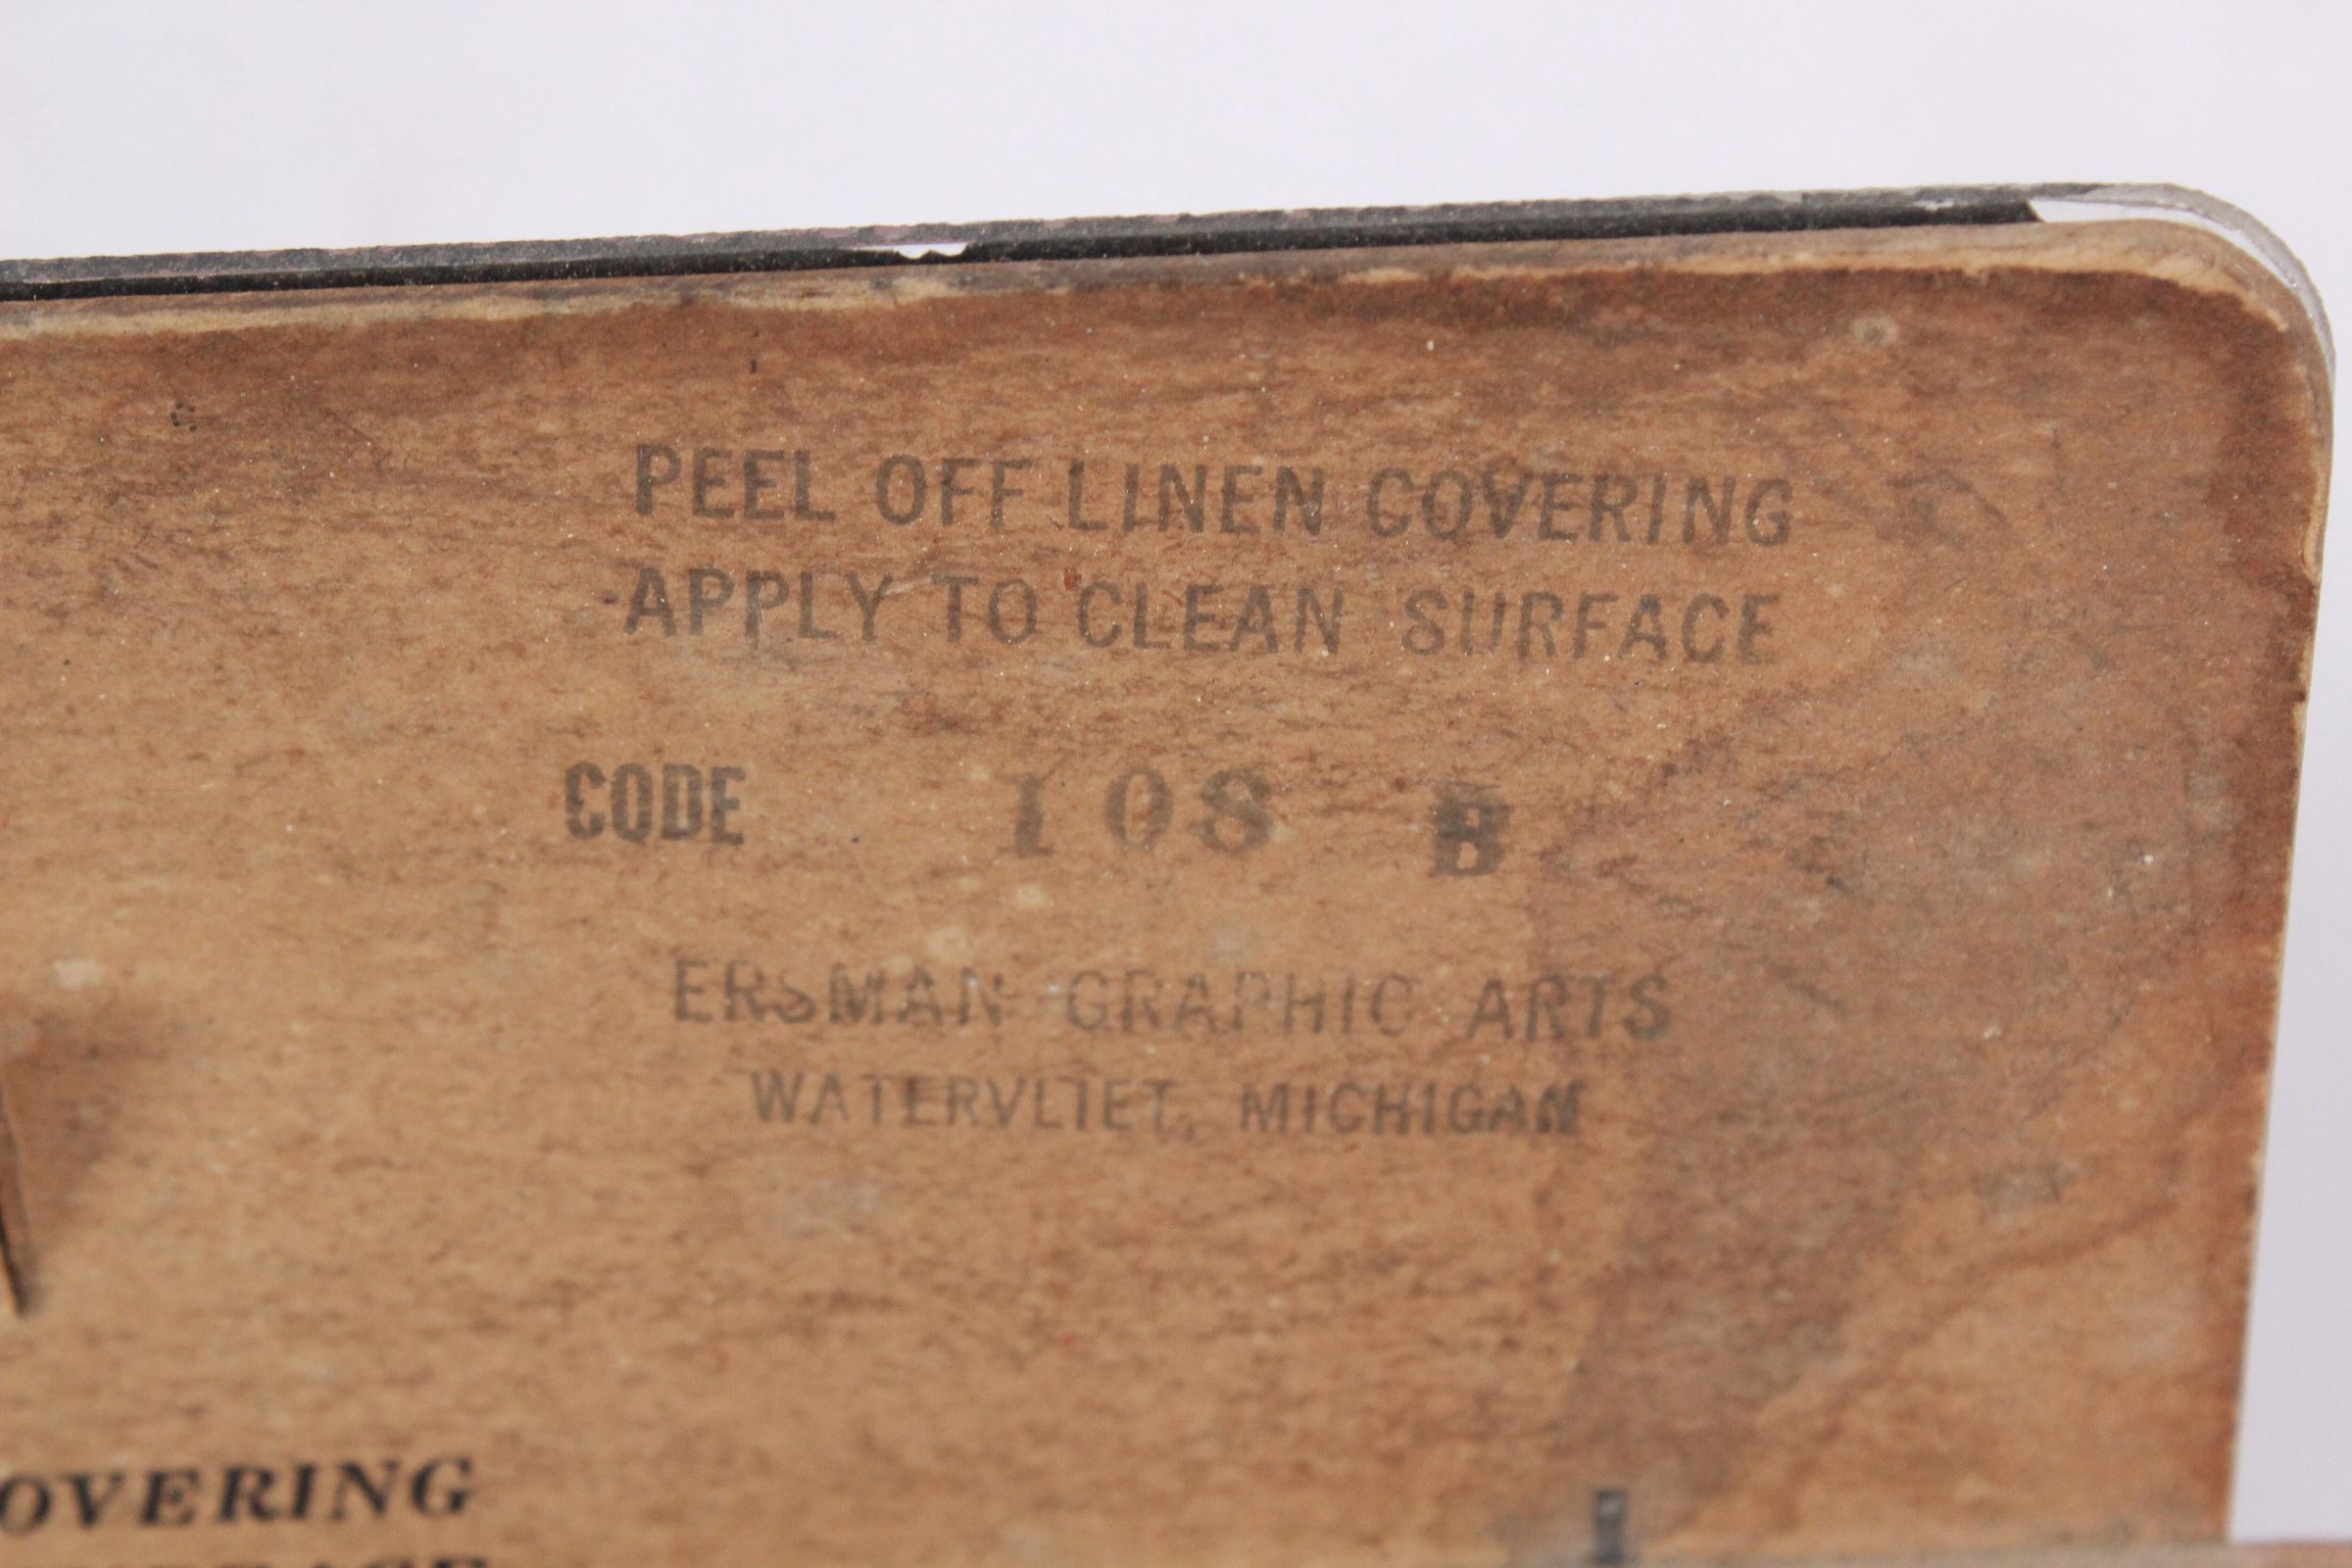 PEEL OFF LINEN COVERING
APPLY TO CLEAN SURFACE
CODE 108 B
ERSMAN GRAPHIC ARTS
WATERVLIET, MICHIGAN
OVERING